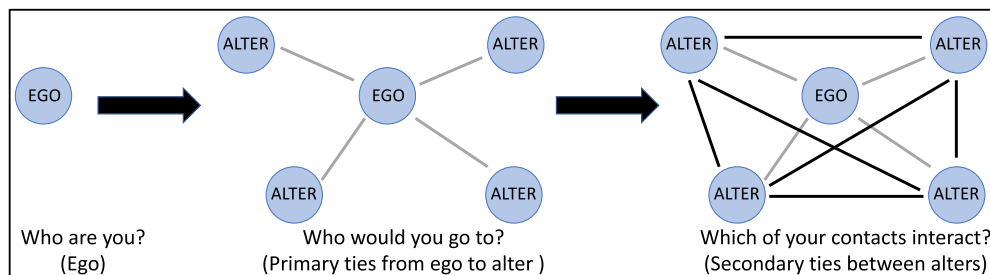 EGO
Who are you?
(Ego)
ALTER
ALTER
EGO
ALTER
ALTER
Who would you go to?
(Primary ties from ego to alter )
ALTER
ALTER
EGO
ALTER
ALTER
Which of your contacts interact?
(Secondary ties between alters)